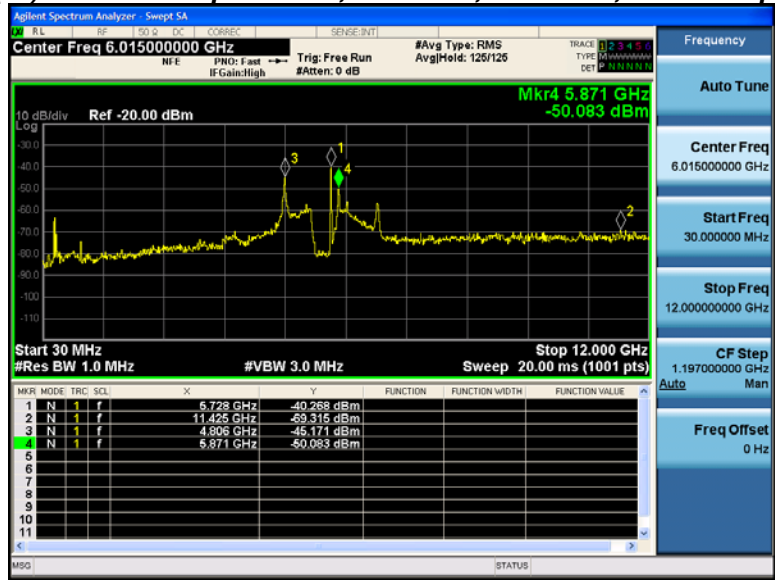 Agilent Spectrum Analyzer - Swept SA
RL RF 50 Ω DC CORREC SENSE:INT
Center Freq 6.015000000 GHz
NFE PNO: Fast Trig: Free Run
IFGain:High #Atten: 0 dB
#Avg Type: RMS
Avg|Hold: 125/125
TRACE 1 2 3 4 5 6
TYPE M
DET P N N N N N
Frequency
Auto Tune
Center Freq
6.015000000 GHz
Start Freq
30.000000 MHz
Stop Freq
12.000000000 GHz
CF Step
1.197000000 GHz
Auto Man
Freq Offset
0 Hz
Mkr4 5.871 GHz
-50.083 dBm
10 dB/div Ref -20.00 dBm
Log
-30.0
-40.0
-50.0
-60.0
-70.0
-80.0
-90.0
-100
-110
3
1
4
2
Start 30 MHz Stop 12.000 GHz
#Res BW 1.0 MHz #VBW 3.0 MHz Sweep 20.00 ms (1001 pts)
MKR MODE TRC SCL X Y FUNCTION FUNCTION WIDTH FUNCTION VALUE
1 N 1 f 5.728 GHz -40.268 dBm
2 N 1 f 11.425 GHz -69.315 dBm
3 N 1 f 4.806 GHz -45.171 dBm
4 N 1 f 5.871 GHz -50.083 dBm
5
6
7
8
9
10
11
MSG STATUS